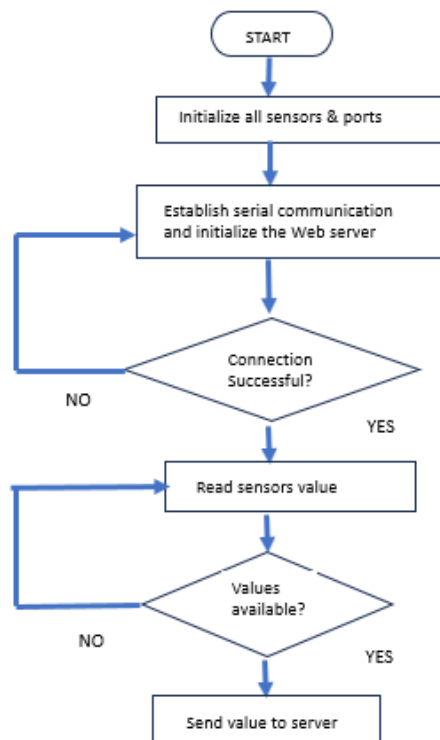 START
Initialize all sensors & ports
Establish serial communication
and initialize the Web server
Connection
Successful?
NO
YES
Read sensors value
Values
available?
NO
YES
Send value to server